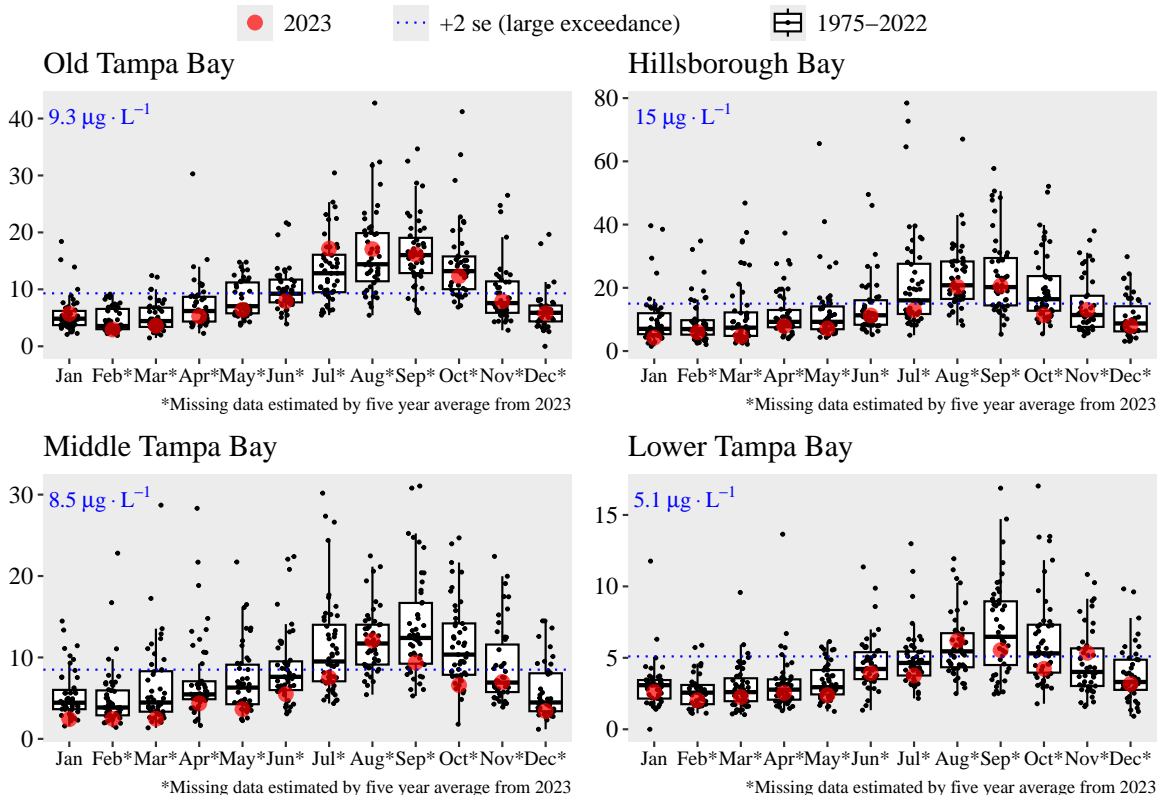 2023 +2 se (large exceedance) 1975−2022
Old Tampa Bay
9.3 μg ⋅ L−1
40
30
20
10
0
Jan Feb* Mar* Apr* May* Jun* Jul* Aug* Sep* Oct* Nov* Dec*
*Missing data estimated by five year average from 2023
Hillsborough Bay
15 μg ⋅ L−1
80
60
40
20
0
Jan Feb* Mar* Apr* May* Jun* Jul* Aug* Sep* Oct* Nov* Dec*
*Missing data estimated by five year average from 2023
Middle Tampa Bay
8.5 μg ⋅ L−1
30
20
10
0
Jan Feb* Mar* Apr* May* Jun* Jul* Aug* Sep* Oct* Nov* Dec*
*Missing data estimated by five year average from 2023
Lower Tampa Bay
5.1 μg ⋅ L−1
15
10
5
0
Jan Feb* Mar* Apr* May* Jun* Jul* Aug* Sep* Oct* Nov* Dec*
*Missing data estimated by five year average from 2023